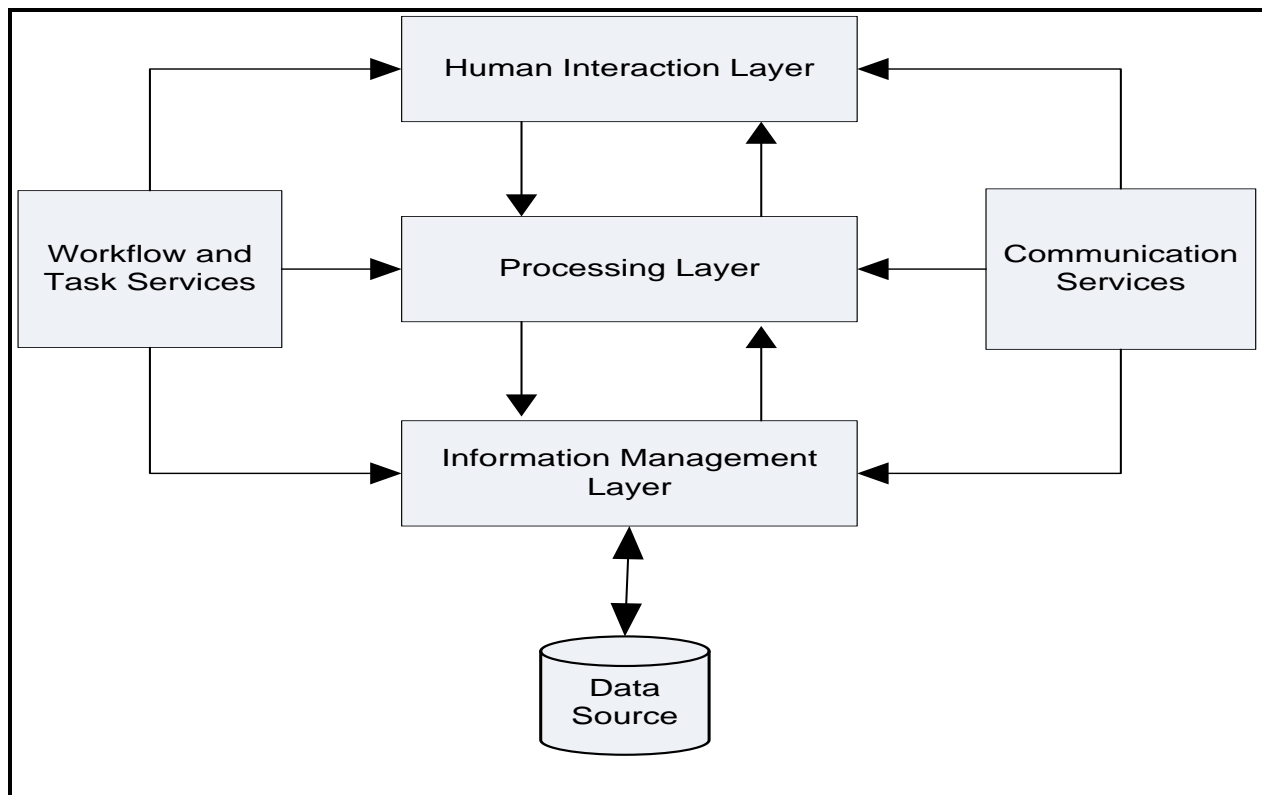 Human Interaction Layer
Workflow and
Task Services
Processing Layer
Communication
Services
Information Management
Layer
Data
Source